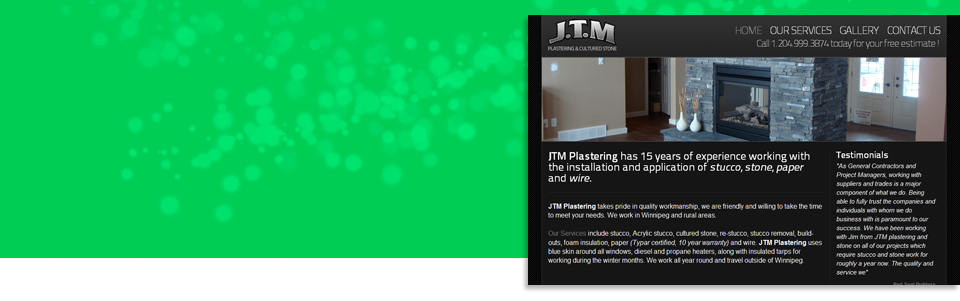 J.T.M
PLASTERING & CULTURED STONE
HOME OUR SERVICES GALLERY CONTACT US
Call 1.204.999.3874 today for your free estimate !
JTM Plastering has 15 years of experience working with
the installation and application of stucco, stone, paper
and wire.
JTM Plastering takes pride in quality workmanship, we are friendly and willing to take the time
to meet your needs. We work in Winnipeg and rural areas.
Our Services include stucco, Acrylic stucco, cultured stone, re-stucco, stucco removal, build-
outs, foam insulation, paper (Typar certified, 10 year warranty) and wire. JTM Plastering uses
blue skin around all windows, diesel and propane heaters, along with insulated tarps for
working during the winter months. We work all year round and travel outside of Winnipeg.
Testimonials
"As General Contractors and
Project Managers, working with
suppliers and trades is a major
component of what we do. Being
able to fully trust the companies and
individuals with whom we do
business with is paramount to our
success. We have been working
with Jim from JTM plastering and
stone on all of our projects which
require stucco and stone work for
roughly a year now. The quality and
service we"